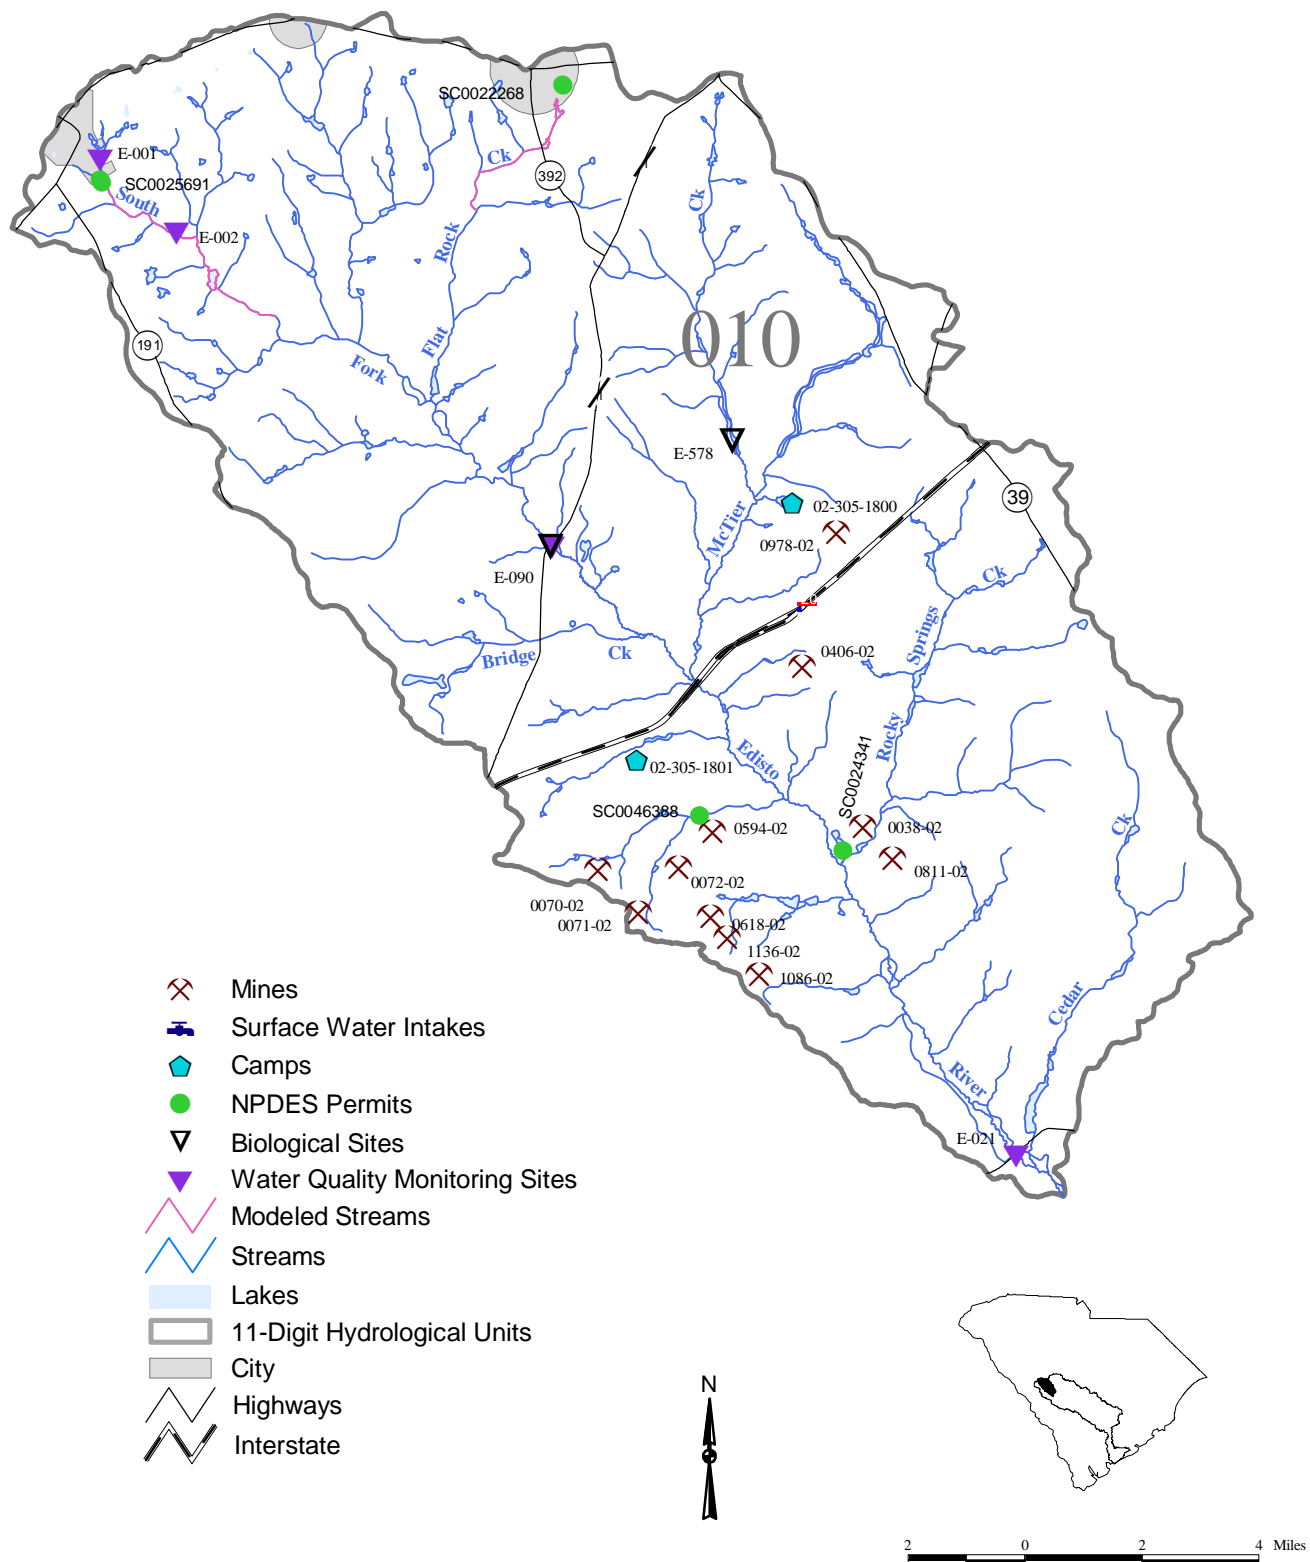 SC0022268
E-001
SC0025691
South
E-002
Ck
392
Rock
Ck
010
191
Flat
Fork
E-578
39
02-305-1800
McTier
0978-02
E-090
Ck
Springs
Bridge
Ck
0406-02
Rocky
Edisto
SC0024341
02-305-1801
SC0046388
0594-02
0038-02
Ck
0811-02
0072-02
0070-02
0071-02
0618-02
1136-02
1086-02
Cedar
River
E-021
Mines
Surface Water Intakes
Camps
NPDES Permits
Biological Sites
Water Quality Monitoring Sites
Modeled Streams
Streams
Lakes
11-Digit Hydrological Units
City
Highways
Interstate
N
2 0 2 4 Miles